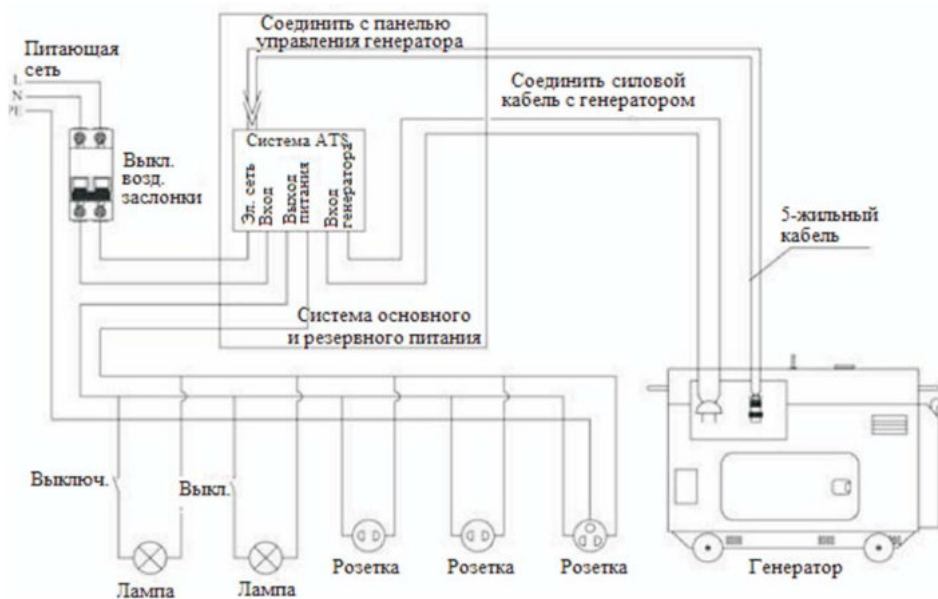 Соединить с панелью
управления генератора
Питающая
сеть
L
N
PE
Соединить силовой
кабель с генератором
Система ATS
Выкл.
возд.
заслонки
Эл. сеть
Вход
Выход
питания
Вход
генератора
5-жильный
кабель
Система основного
и резервного питания
Выключ.
Выкл.
Лампа
Лампа
Розетка
Розетка
Розетка
Генератор